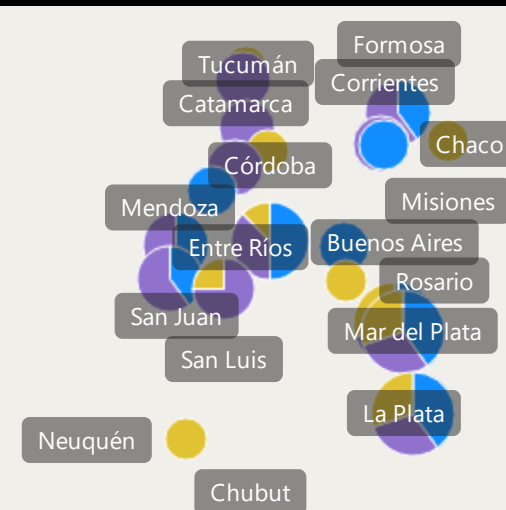 Formosa
Tucumán
Corrientes
Catamarca
Chaco
Córdoba
Misiones
Mendoza
Entre Ríos
Buenos Aires
Rosario
San Juan
Mar del Plata
San Luis
La Plata
Neuquén
Chubut